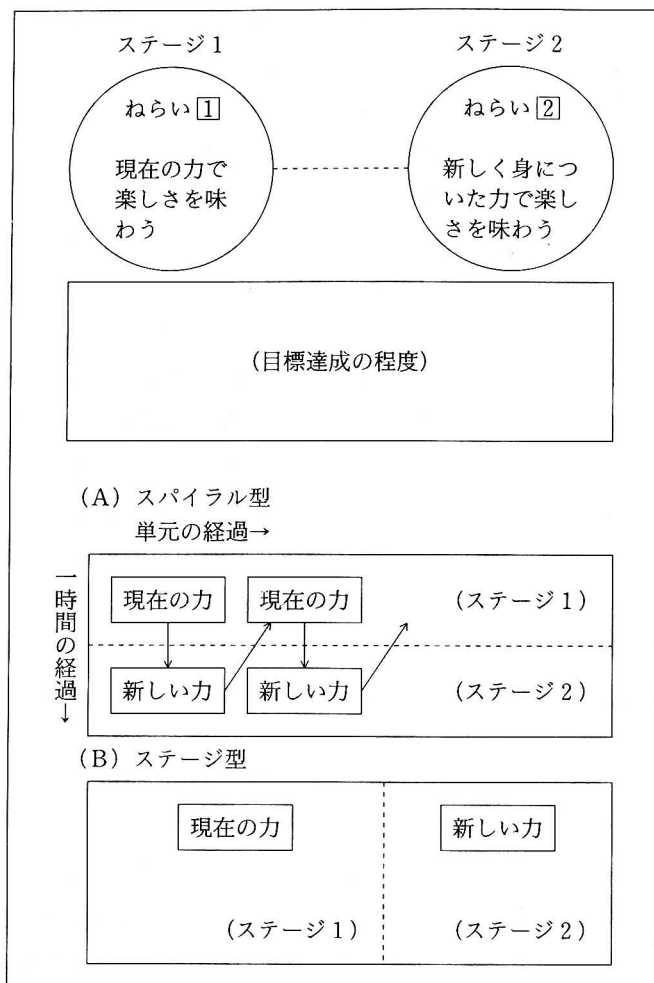 ステージ1
ステージ2
ねらい1
現在の力で
楽しさを味
わう
ねらい2
新しく身につ
いた力で楽し
さを味わう
(目標達成の程度)
(A) スパイラル型
単元の経過→
一時間の経過→
現在の力
現在の力
(ステージ1)
新しい力
新しい力
(ステージ2)
(B) ステージ型
現在の力
新しい力
(ステージ1)
(ステージ2)